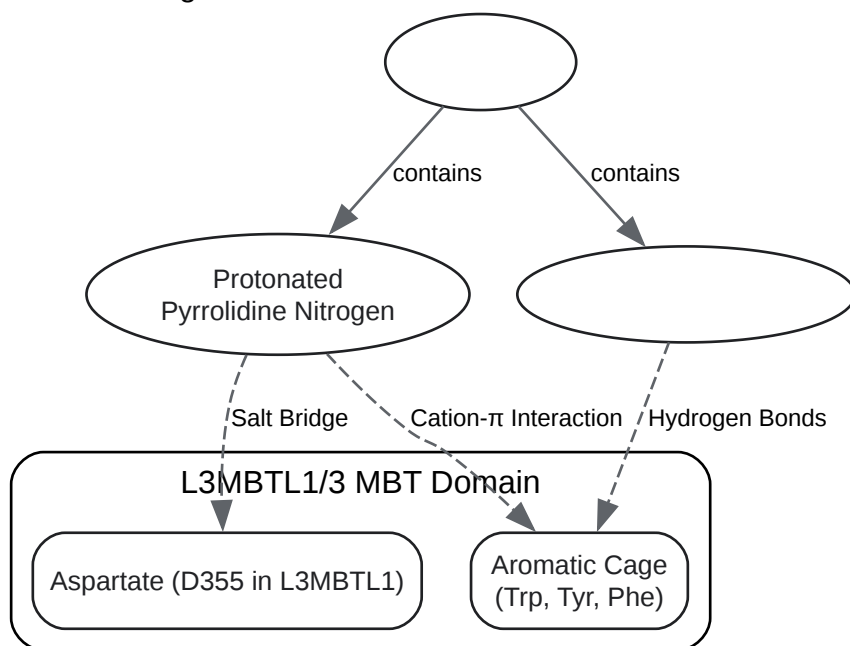 contains
contains
Protonated
Pyrrolidine Nitrogen
Salt Bridge
Cation-π Interaction
Hydrogen Bonds
L3MBTL1/3 MBT Domain
Aspartate (D355 in L3MBTL1)
Aromatic Cage
(Trp, Tyr, Phe)